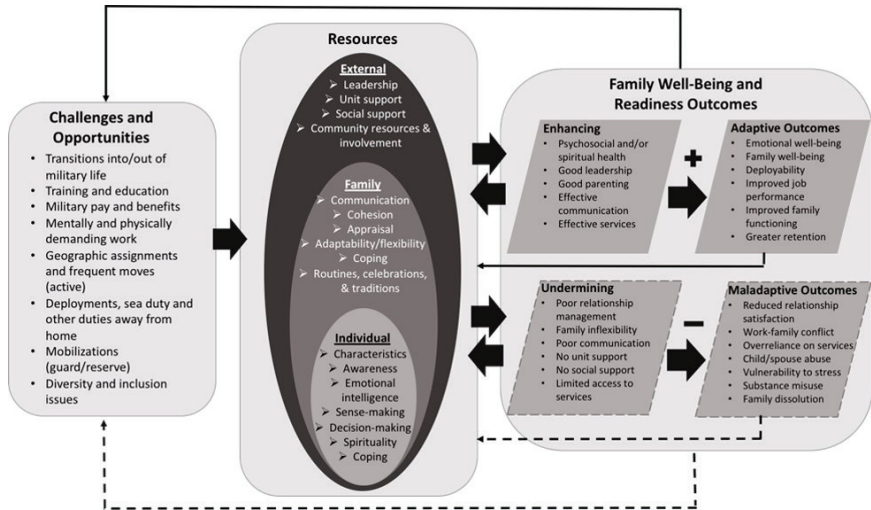 Challenges and
Opportunities
• Transitions into/out of
military life
• Training and education
• Military pay and benefits
• Mentally and physically
demanding work
• Geographic assignments
and frequent moves
(active)
• Deployments, sea duty and
other duties away from
home
• Mobilizations
(guard/reserve)
• Diversity and inclusion
issues
Resources
External
➢ Leadership
➢ Unit support
➢ Social support
➢ Community resources &
involvement
Family
➢ Communication
➢ Cohesion
➢ Appraisal
➢ Adaptability/flexibility
➢ Coping
➢ Routines, celebrations,
& traditions
Individual
➢ Characteristics
➢ Awareness
➢ Emotional
intelligence
➢ Sense-making
➢ Decision-making
➢ Spirituality
➢ Coping
Family Well-Being and
Readiness Outcomes
Enhancing
• Psychosocial and/or
spiritual health
• Good leadership
• Good parenting
• Effective
communication
• Effective services
+
Adaptive Outcomes
• Emotional well-being
• Family well-being
• Deployability
• Improved job
performance
• Improved family
functioning
• Greater retention
Undermining
• Poor relationship
management
• Family inflexibility
• Poor communication
• No unit support
• No social support
• Limited access to
services
−
Maladaptive Outcomes
• Reduced relationship
satisfaction
• Work-family conflict
• Overreliance on services
• Child/spouse abuse
• Vulnerability to stress
• Substance misuse
• Family dissolution